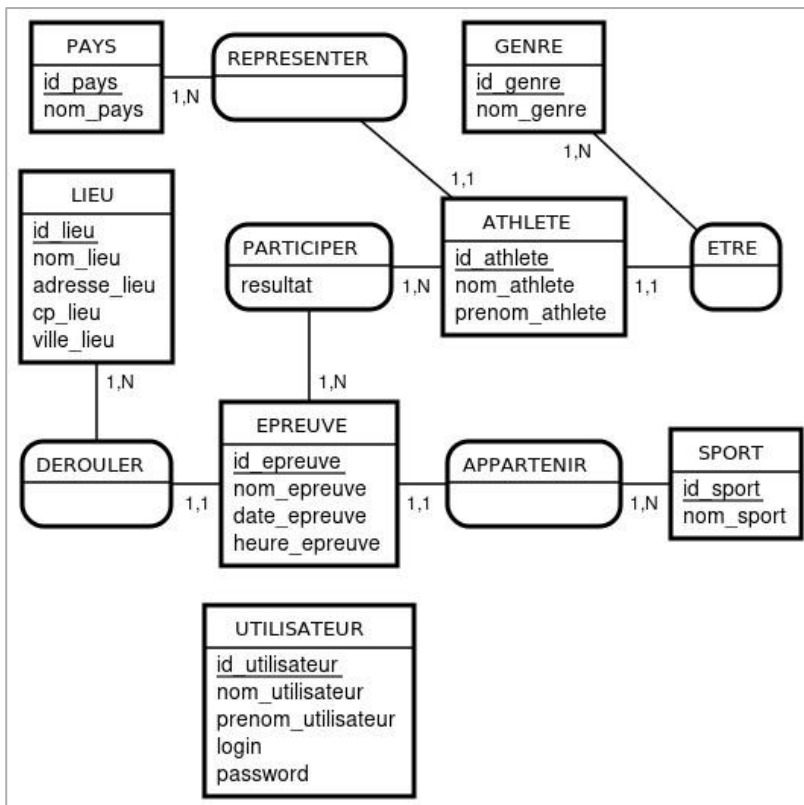 PAYS
id_pays
nom_pays
1,N
REPRESENTER
GENRE
id_genre
nom_genre
1,N
1,1
LIEU
id_lieu
nom_lieu
adresse_lieu
cp_lieu
ville_lieu
1,N
PARTICIPER
resultat
1,N
ATHLETE
id_athlete
nom_athlete
prenom_athlete
1,1
ETRE
1,N
DEROULER
1,1
EPREUVE
id_epreuve
nom_epreuve
date_epreuve
heure_epreuve
1,1
APPARTENIR
1,N
SPORT
id_sport
nom_sport
UTILISATEUR
id_utilisateur
nom_utilisateur
prenom_utilisateur
login
password